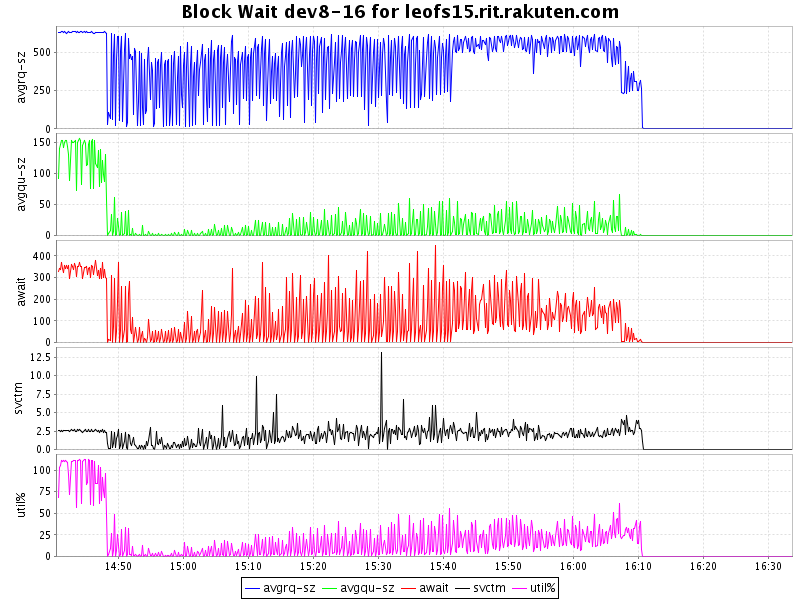 Block Wait dev8-16 for leofs15.rit.rakuten.com
avgrq-sz
500
250
0
avgqu-sz
150
100
50
0
await
400
300
200
100
0
svctm
12.5
10.0
7.5
5.0
2.5
0.0
util%
100
75
50
25
0
14:50 15:00 15:10 15:20 15:30 15:40 15:50 16:00 16:10 16:20 16:30
avgrq-sz avgqu-sz await svctm util%